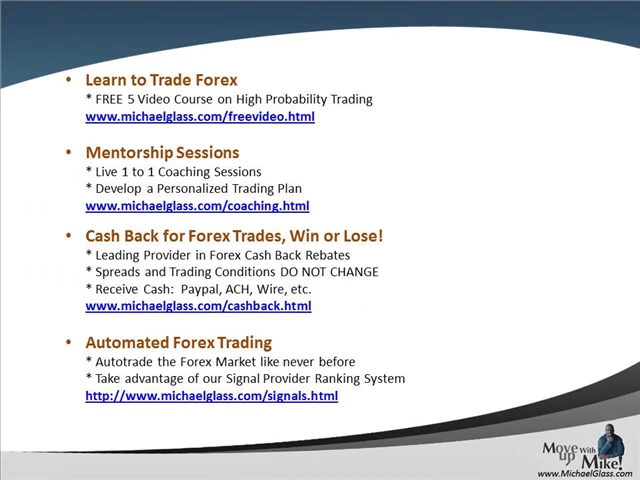 • Learn to Trade Forex
* FREE 5 Video Course on High Probability Trading
www.michaelglass.com/freevideo.html
• Mentorship Sessions
* Live 1 to 1 Coaching Sessions
* Develop a Personalized Trading Plan
www.michaelglass.com/coaching.html
• Cash Back for Forex Trades, Win or Lose!
* Leading Provider in Forex Cash Back Rebates
* Spreads and Trading Conditions DO NOT CHANGE
* Receive Cash: Paypal, ACH, Wire, etc.
www.michaelglass.com/cashback.html
• Automated Forex Trading
* Autotrade the Forex Market like never before
* Take advantage of our Signal Provider Ranking System
http://www.michaelglass.com/signals.html
Move up With Mike!
www.MichaelGlass.com